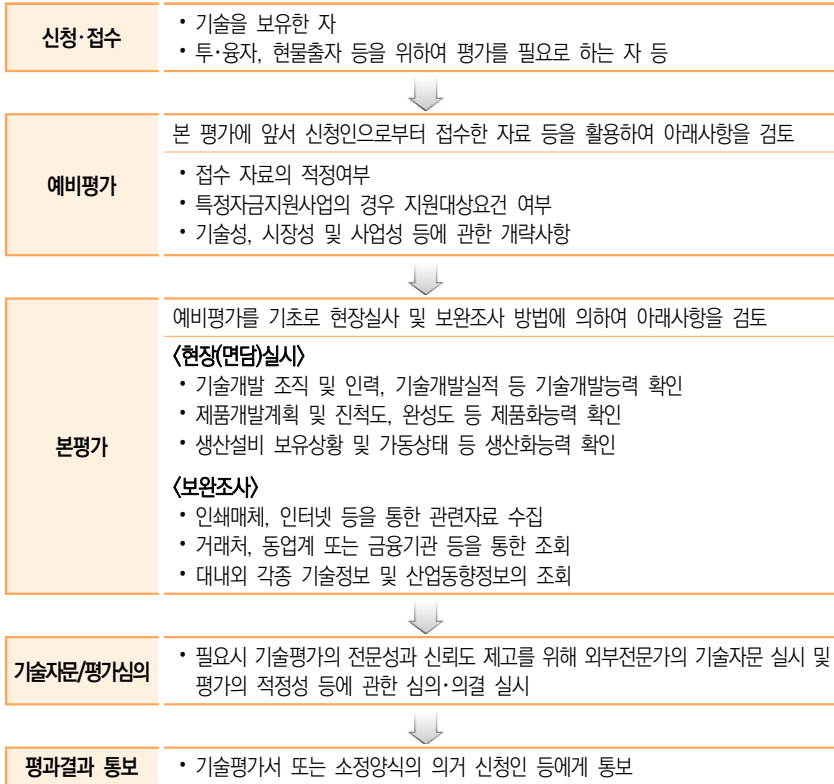 신청·접수
• 기술을 보유한 자
• 투·융자, 현물출자 등을 위하여 평가를 필요로 하는 자 등
예비평가
본 평가에 앞서 신청인으로부터 접수한 자료 등을 활용하여 아래사항을 검토
• 접수 자료의 적정여부
• 특정자금지원사업의 경우 지원대상요건 여부
• 기술성, 시장성 및 사업성 등에 관한 개략사항
본평가
예비평가를 기초로 현장실사 및 보완조사 방법에 의하여 아래사항을 검토
〈현장(면담)실시〉
• 기술개발 조직 및 인력, 기술개발실적 등 기술개발능력 확인
• 제품개발계획 및 진척도, 완성도 등 제품화능력 확인
• 생산설비 보유상황 및 가동상태 등 생산화능력 확인
〈보완조사〉
• 인쇄매체, 인터넷 등을 통한 관련자료 수집
• 거래처, 동업계 또는 금융기관 등을 통한 조회
• 대내외 각종 기술정보 및 산업동향정보의 조회
기술자문/평가심의
• 필요시 기술평가의 전문성과 신뢰도 제고를 위해 외부전문가의 기술자문 실시 및
평가의 적정성 등에 관한 심의·의결 실시
평과결과 통보
• 기술평가서 또는 소정양식의 의거 신청인 등에게 통보